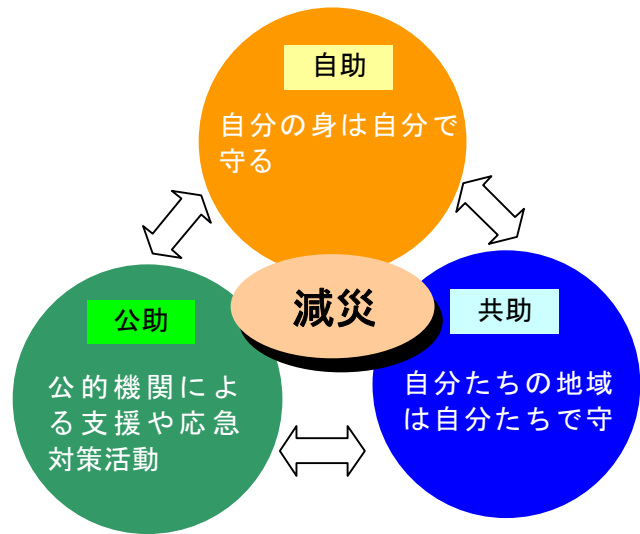 自助
自分の身は自分で
守る
減災
公助
公的機関によ
る支援や応急
対策活動
共助
自分たちの地域
は自分たちで守